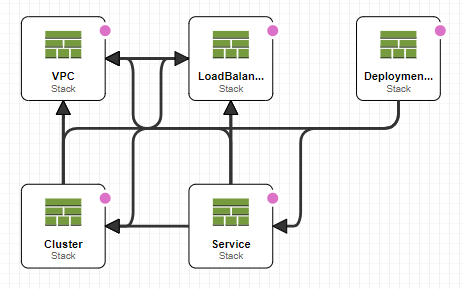 VPC
Stack
LoadBalan...
Stack
Deploymen...
Stack
Cluster
Stack
Service
Stack